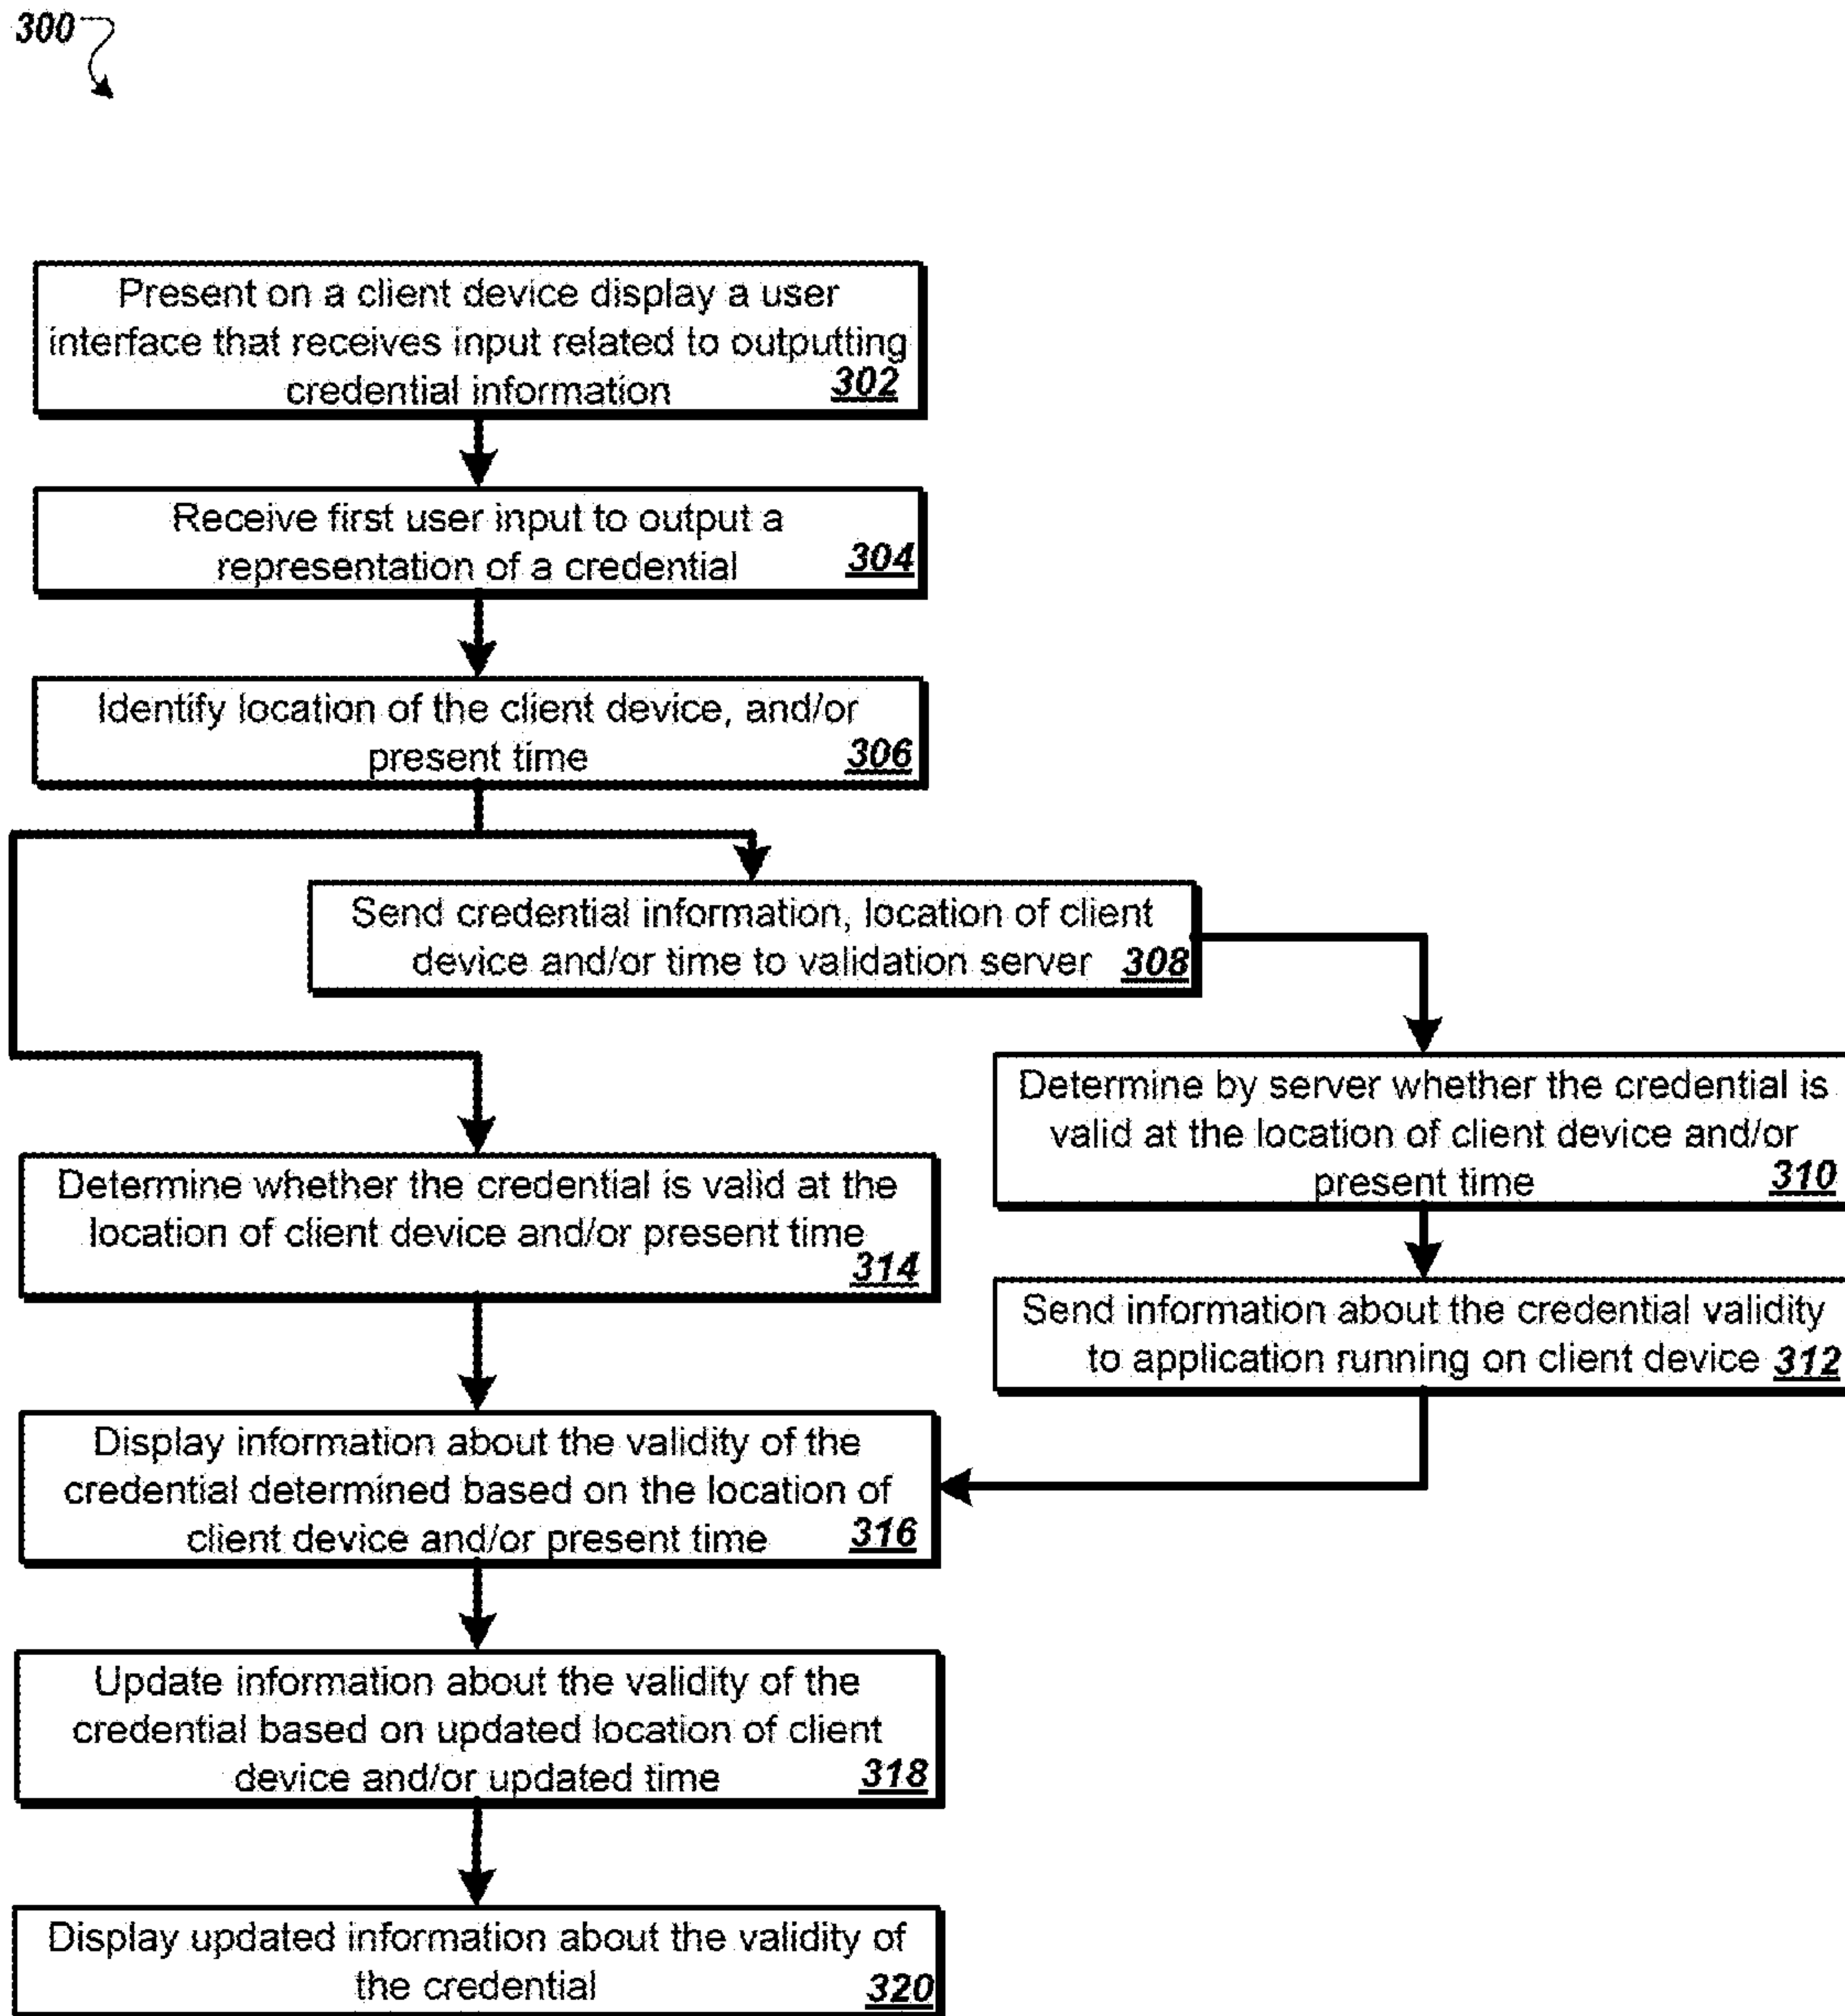 300
Present on a client device display a user
interface that receives input related to outputting
credential information 302
Receive first user input to output a
representation of a credential 304
Identify location of the client device, and/or
present time 306
Send credential information, location of client
device and/or time to validation server 308
Determine by server whether the credential is
valid at the location of client device and/or
present time 310
Determine whether the credential is valid at the
location of client device and/or present time
314
Send information about the credential validity
to application running on client device 312
Display information about the validity of the
credential determined based on the location of
client device and/or present time 316
Update information about the validity of the
credential based on updated location of client
device and/or updated time 318
Display updated information about the validity of
the credential 320